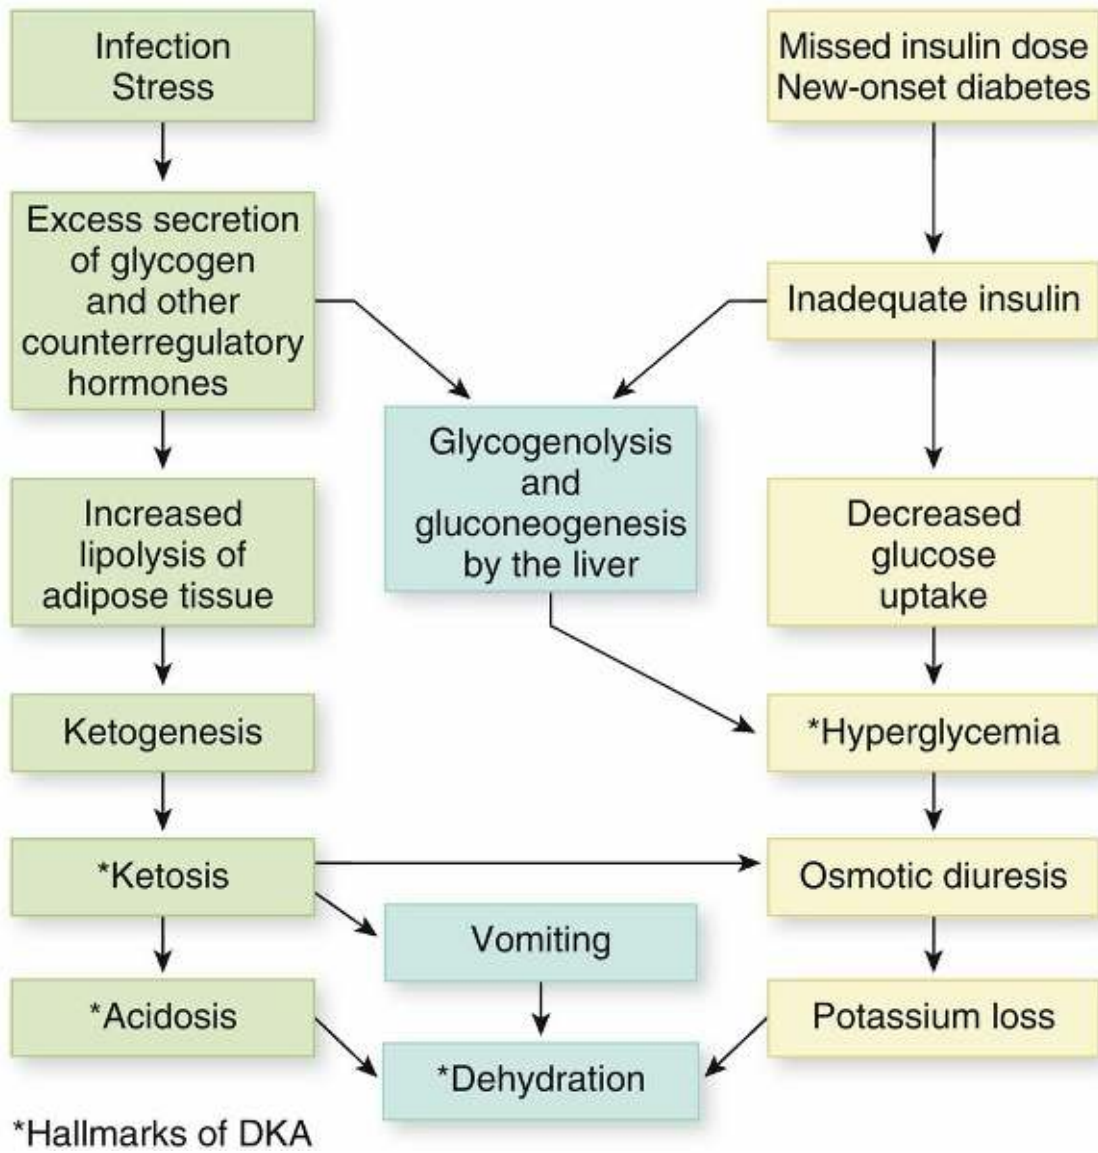 Infection
Stress
Missed insulin dose
New-onset diabetes
Excess secretion
of glycogen
and other
counterregulatory
hormones
Inadequate insulin
Glycogenolysis
and
gluconeogenesis
by the liver
Increased
lipolysis of
adipose tissue
Decreased
glucose
uptake
Ketogenesis
*Hyperglycemia
*Ketosis
Osmotic diuresis
Vomiting
*Acidosis
Potassium loss
*Dehydration
*Hallmarks of DKA